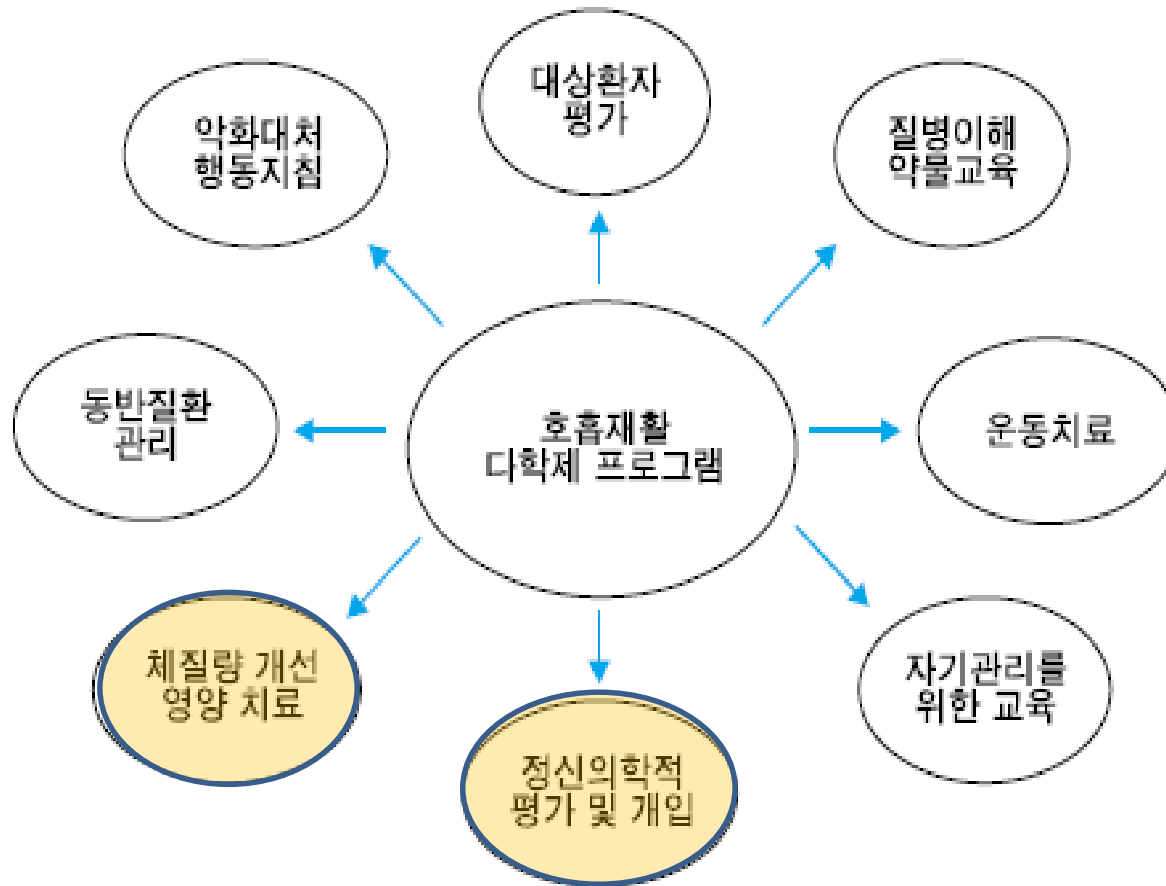 대상환자
평가
악화대처
행동지침
질병이해
약물교육
동반질환
관리
호흡재활
다학제 프로그램
운동치료
체질량 개선
영양 치료
자기관리를
위한 교육
정신의학적
평가 및 개입